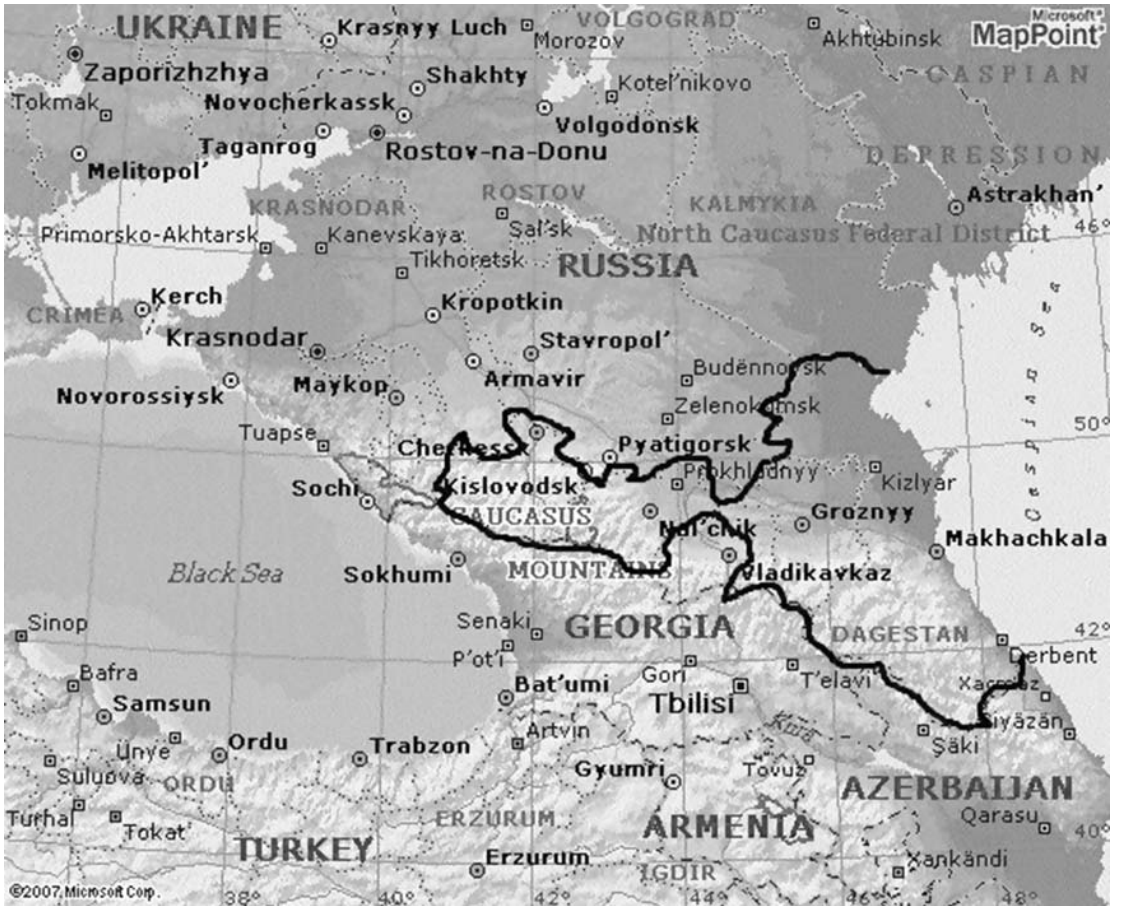 UKRAINE
Krasnyy Luch
VOLGOGRAD
Morozov
Akhtubinsk
Microsoft®
MapPoint®
Zaporizhzhya
Shakhty
Kotel'nikovo
CASPIAN
Tokmak
Novocherkassk
Volgodonsk
Taganrog
Rostov-na-Donu
DEPRESSION
Melitopol'
ROSTOV
KALMYKIA
Astrakhan'
KRASNODAR
Sal'sk
46°
Primorsko-Akhtarsk
Kanevskaya
North Caucasus Federal District
Tikhoretsk
RUSSIA
Kerch
Kropotkin
CRIMEA
Krasnodar
Stavropol'
Caspian Sea
Budënnovsk
Novorossiysk
Maykop
Armavir
Zelenokumsk
Tuapse
Cherkessk
Pyatigorsk
50°
Prokhladnyy
Sochi
Kislovodsk
Kizlyar
CAUCASUS
Nal'chik
Groznyy
Makhachkala
Black Sea
Sokhumi
MOUNTAINS
Vladikavkaz
Sinop
Senaki
GEORGIA
DAGESTAN
42°
P'ot'i
Derbent
Bafra
Gori
T'elavi
Xaçmaz
Samsun
Bat'umi
Tbilisi
Siyäzän
Ünye
Ordu
Trabzon
Artvin
Kura
Şäki
Suluova
ORDU
Gyumri
Tovuz
AZERBAIJAN
Turhal
Tokat
ERZURUM
ARMENIA
Qarasu
40°
TURKEY
Erzurum
IGDIR
Xankändi
©2007, Microsoft Corp.
38°
40°
42°
44°
46°
48°